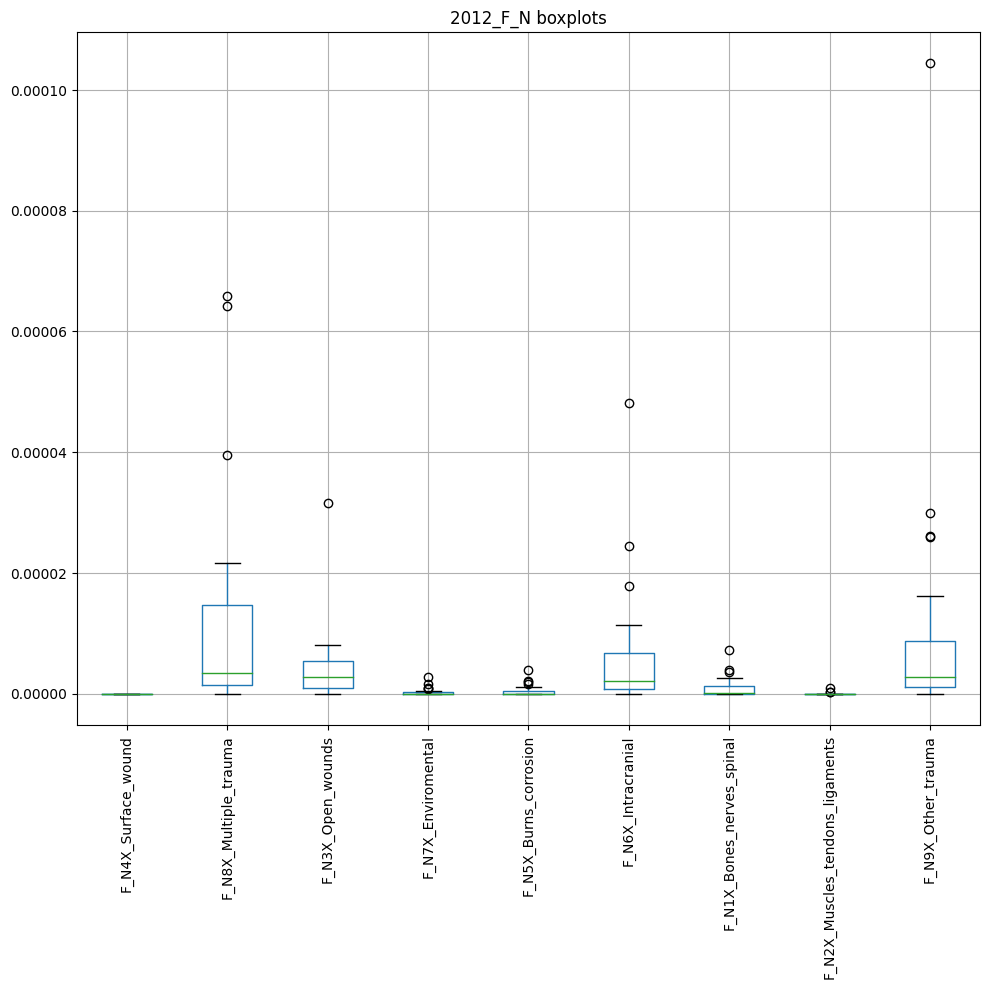 2012_F_N boxplots
0.00010
0.00008
0.00006
0.00004
0.00002
0.00000
F_N4X_Surface_wound
F_N8X_Multiple_trauma
F_N3X_Open_wounds
F_N7X_Enviromental
F_N5X_Burns_corrosion
F_N6X_Intracranial
F_N1X_Bones_nerves_spinal
F_N2X_Muscles_tendons_ligaments
F_N9X_Other_trauma